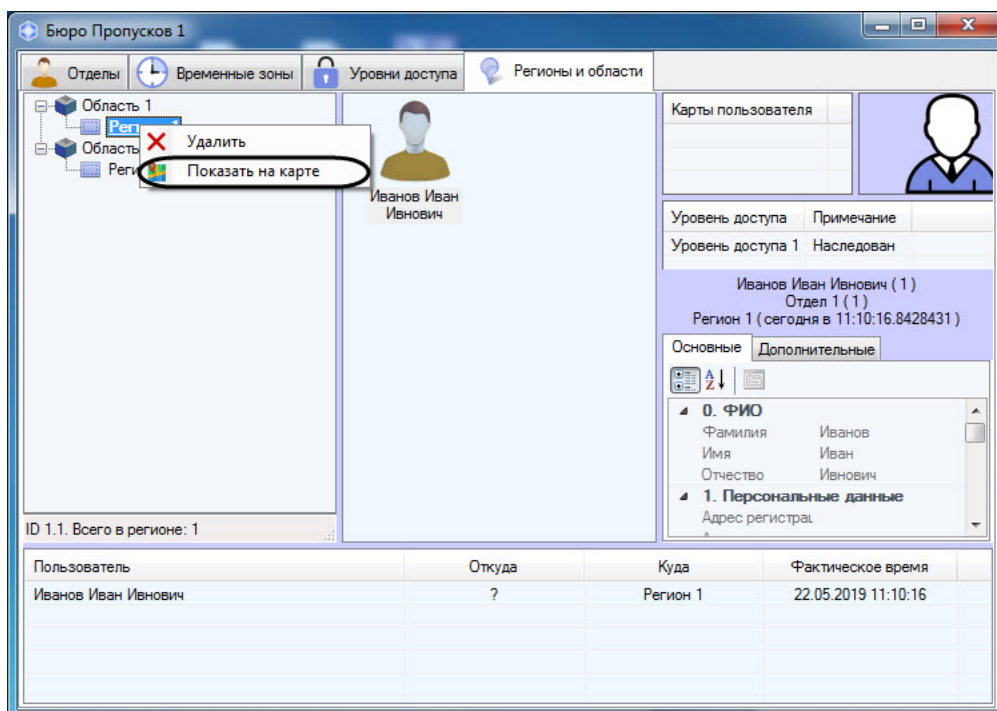 Бюро Пропусков 1
Отделы
Временные зоны
Уровни доступа
Регионы и области
Область 1
Удалить
Область
Показать на карте
Иванов Иван
Ивнович
Карты пользователя
Уровень доступа Примечание
Уровень доступа 1 Наследован
Иванов Иван Ивнович ( 1 )
Отдел 1 ( 1 )
Регион 1 ( сегодня в 11:10:16.8428431 )
Основные Дополнительные
0. ФИО
Фамилия Иванов
Имя Иван
Отчество Ивнович
1. Персональные данные
Адрес регистрац
ID 1.1. Всего в регионе: 1
Пользователь Откуда Куда Фактическое время
Иванов Иван Ивнович ? Регион 1 22.05.2019 11:10:16